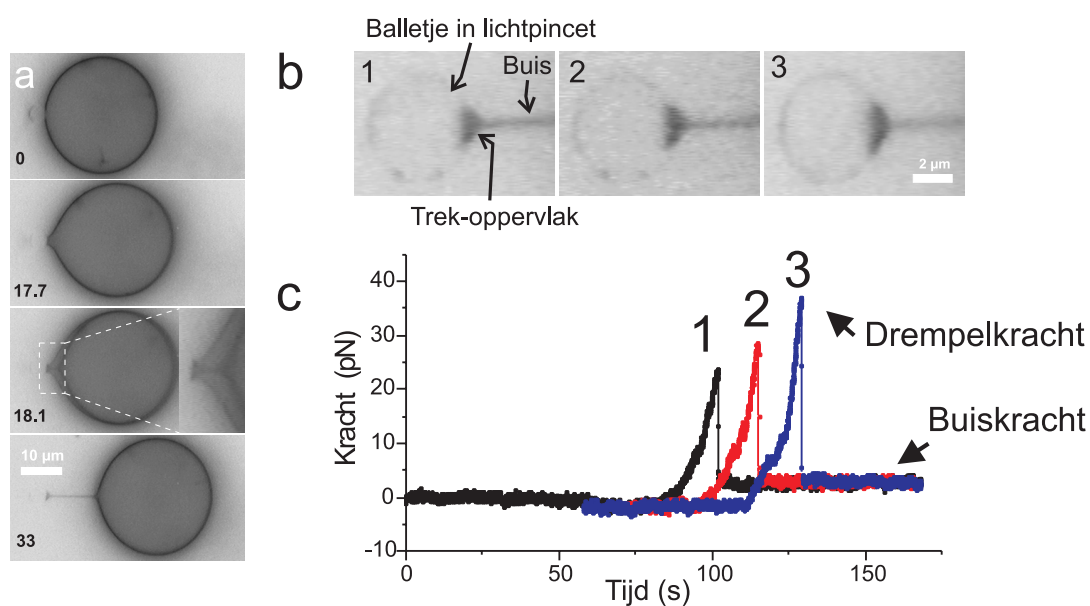 a
0
17.7
18.1
10 µm
33
b
Balletje in lichtpincet
1
Buis
2
3
2 µm
Trek-oppervlak
c
Kracht (pN)
40
30
20
10
0
-10
1
2
3
Drempelkracht
Buiskracht
0
50
100
150
Tijd (s)